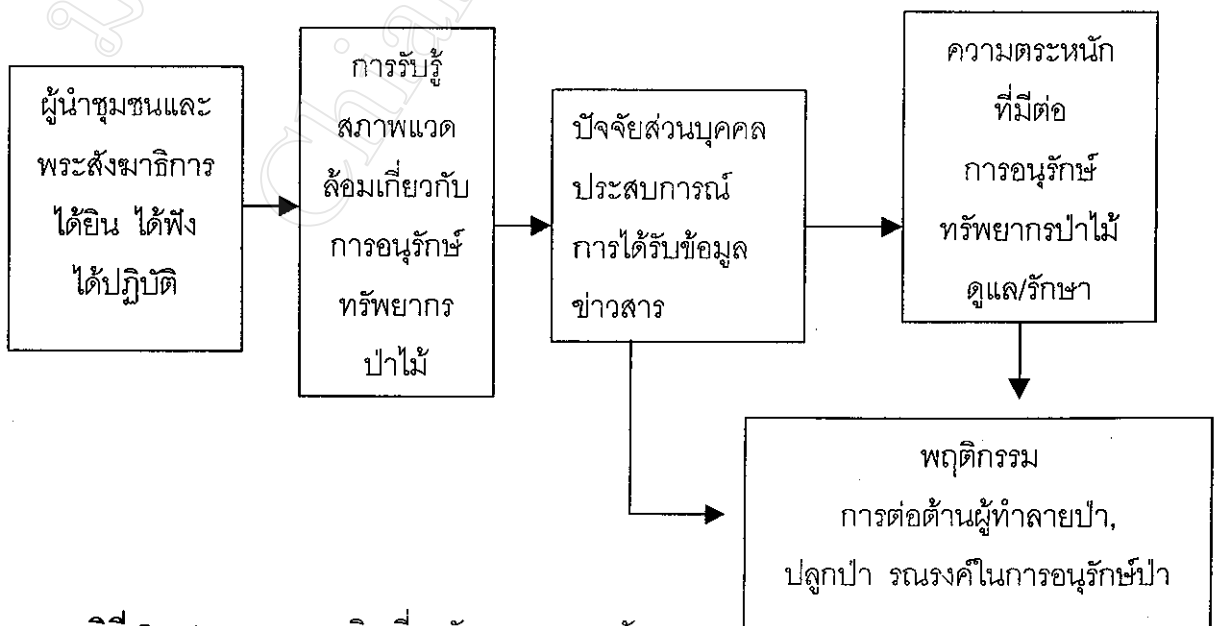 ผู้นำชุมชนและ
พระสังฆาธิการ
ได้ยิน ได้ฟัง
ได้ปฏิบัติ
การรับรู้
สภาพแวด
ล้อมเกี่ยวกับ
การอนุรักษ์
ทรัพยากร
ป่าไม้
ปัจจัยส่วนบุคคล
ประสบการณ์
การได้รับข้อมูล
ข่าวสาร
ความตระหนัก
ที่มีต่อ
การอนุรักษ์
ทรัพยากรป่าไม้
ดูแล/รักษา
พฤติกรรม
การต่อต้านผู้ทำลายป่า,
ปลูกป่า รณรงค์ในการอนุรักษ์ป่า